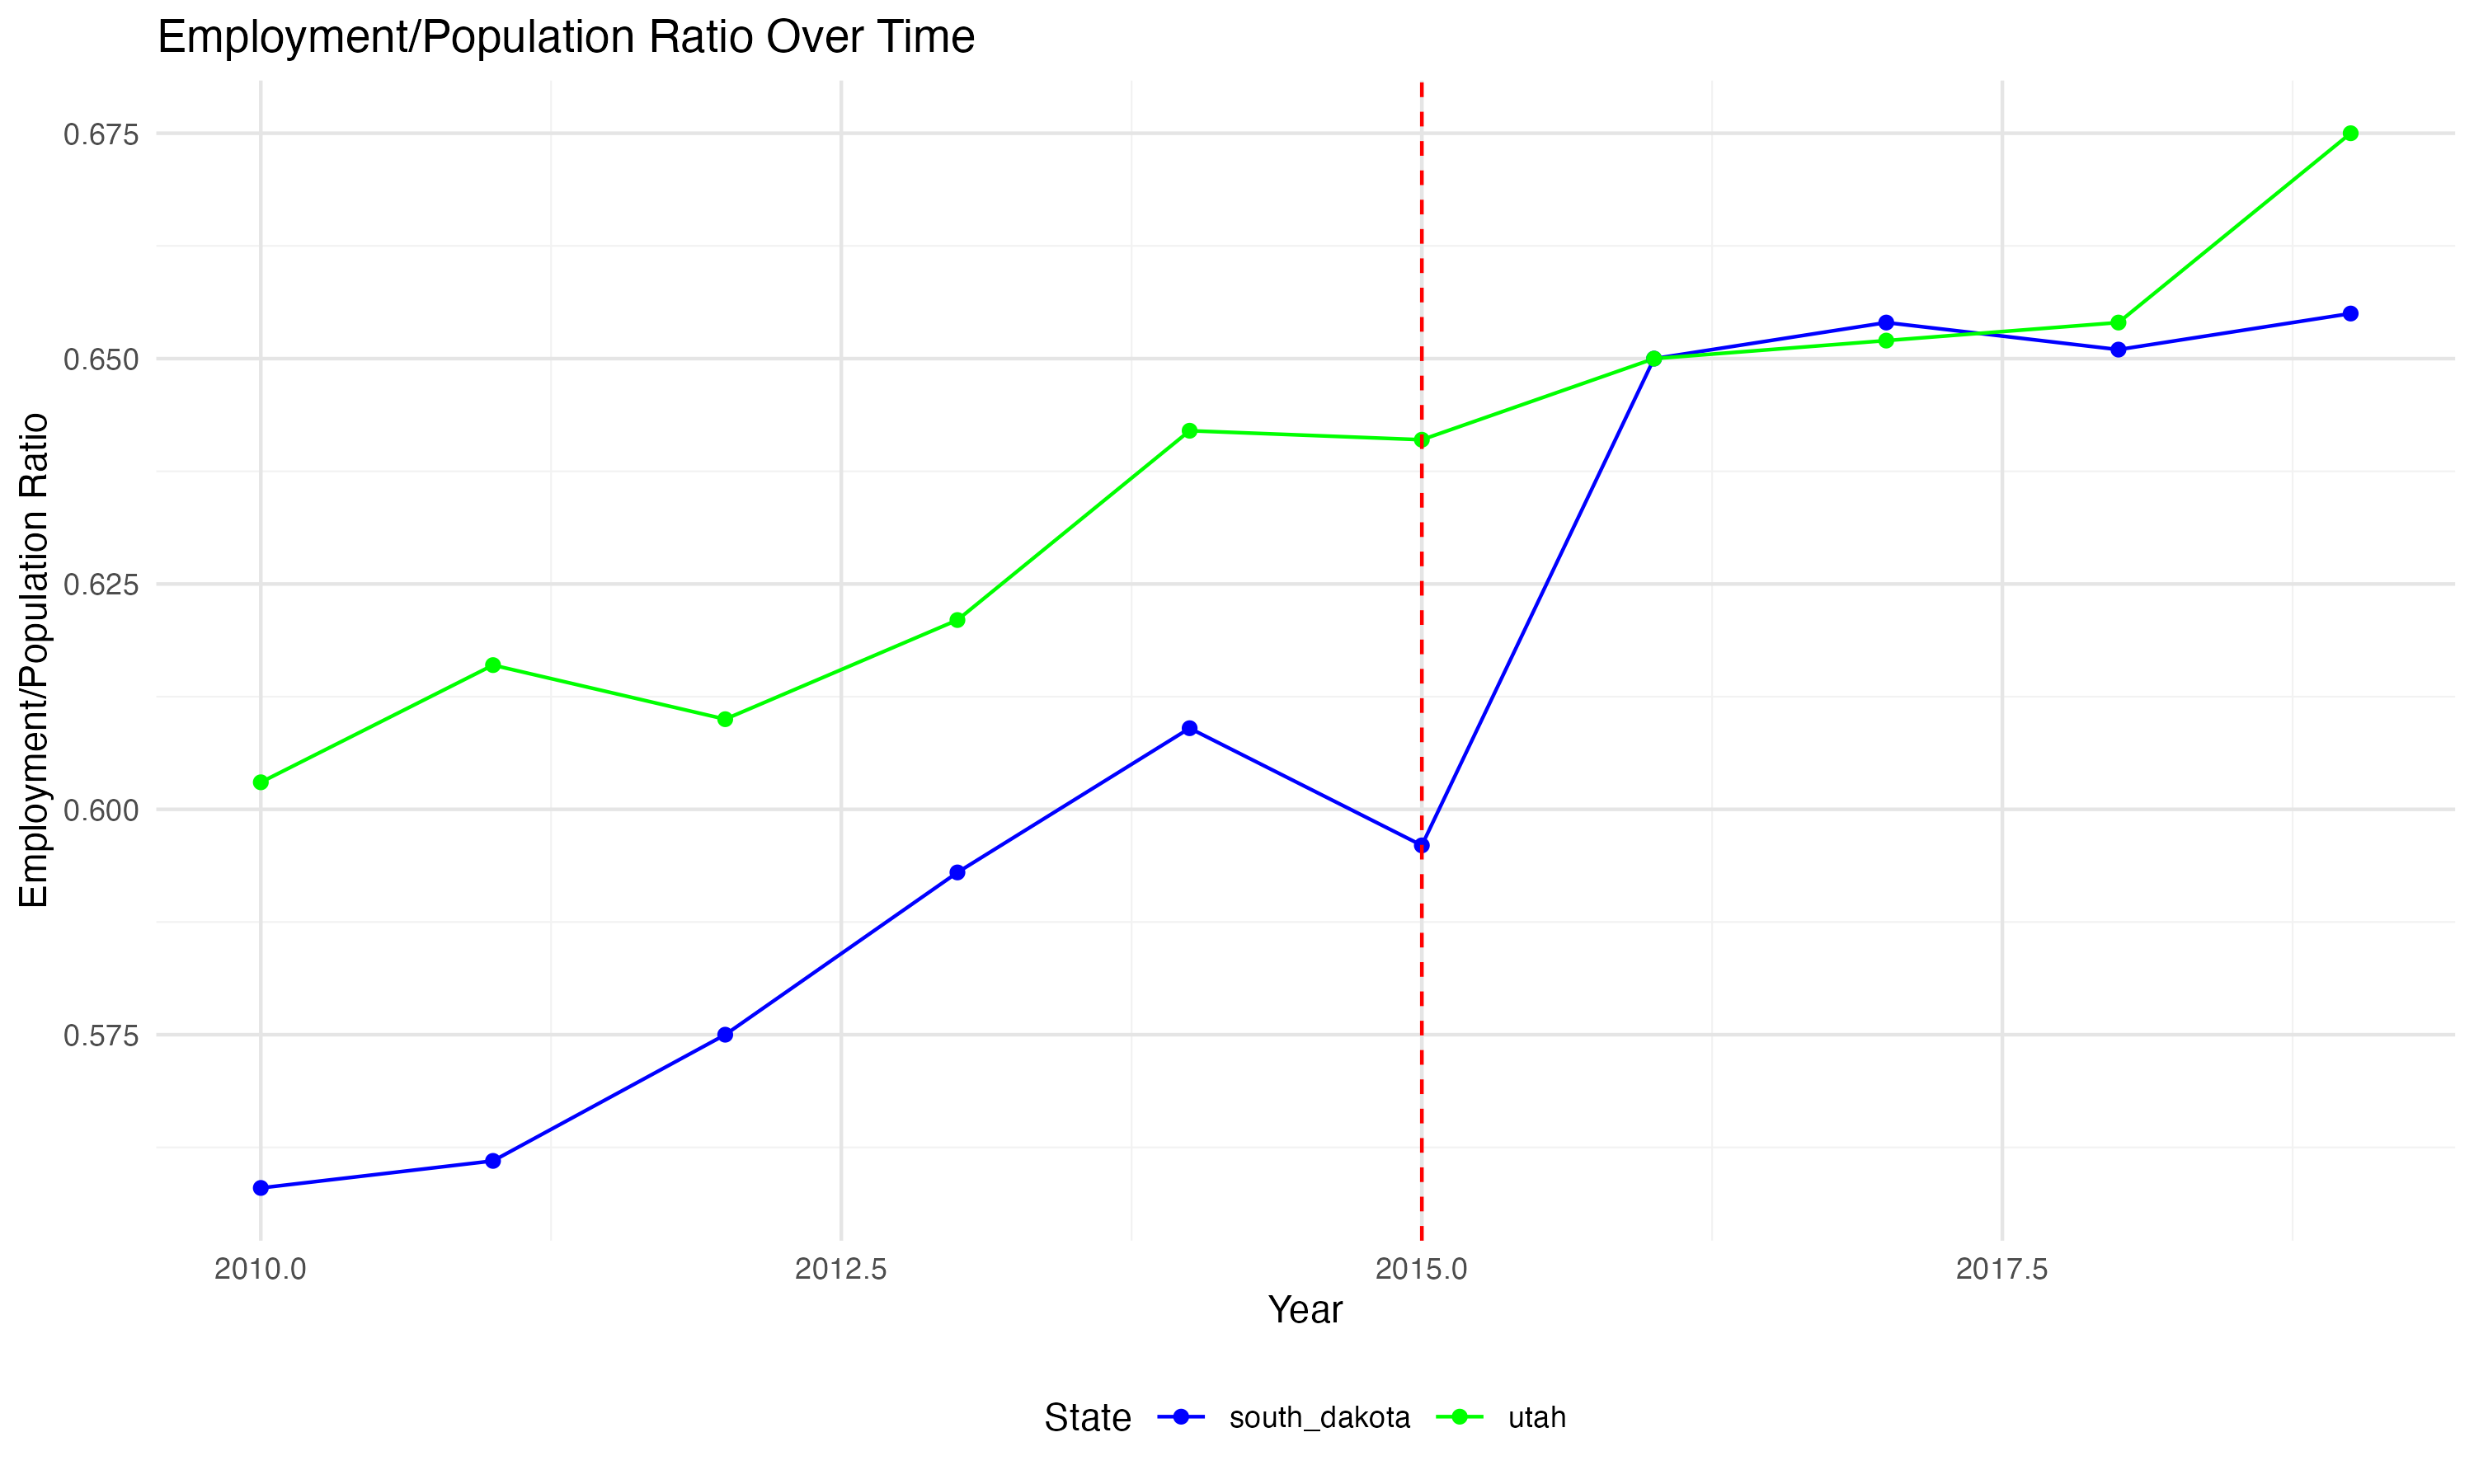 Employment/Population Ratio Over Time
Employment/Population Ratio
0.675
0.650
0.625
0.600
0.575
2010.0 2012.5 2015.0 2017.5
Year
State south_dakota utah